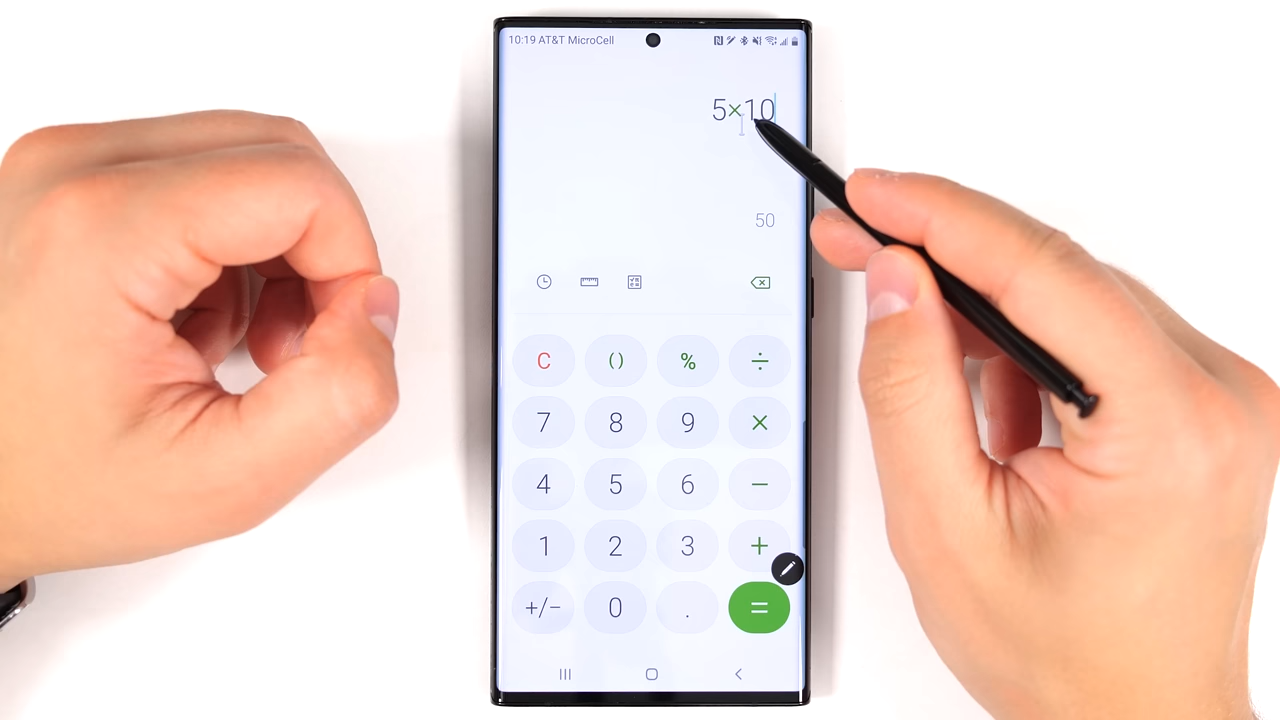 10:19 AT&T MicroCell
5×10
50
C () % ÷
7 8 9 ×
4 5 6 −
1 2 3 +
+/− 0 . =